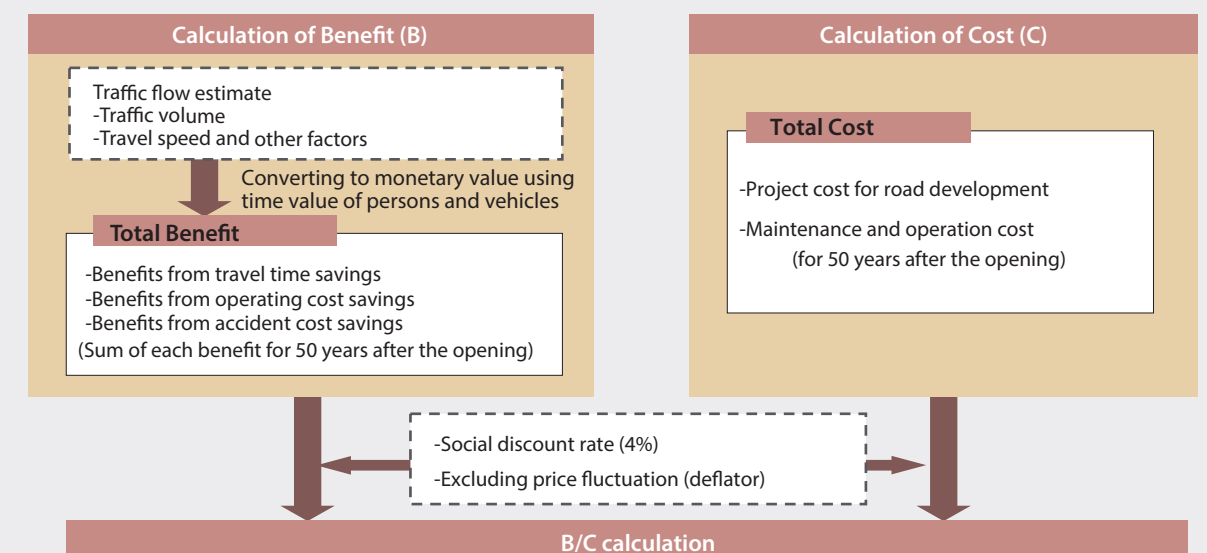 Calculation of Benefit (B)
Traffic flow estimate
-Traffic volume
-Travel speed and other factors
Converting to monetary value using
time value of persons and vehicles
Total Benefit
-Benefits from travel time savings
-Benefits from operating cost savings
-Benefits from accident cost savings
(Sum of each benefit for 50 years after the opening)
Calculation of Cost (C)
Total Cost
-Project cost for road development
-Maintenance and operation cost
(for 50 years after the opening)
-Social discount rate (4%)
-Excluding price fluctuation (deflator)
B/C calculation